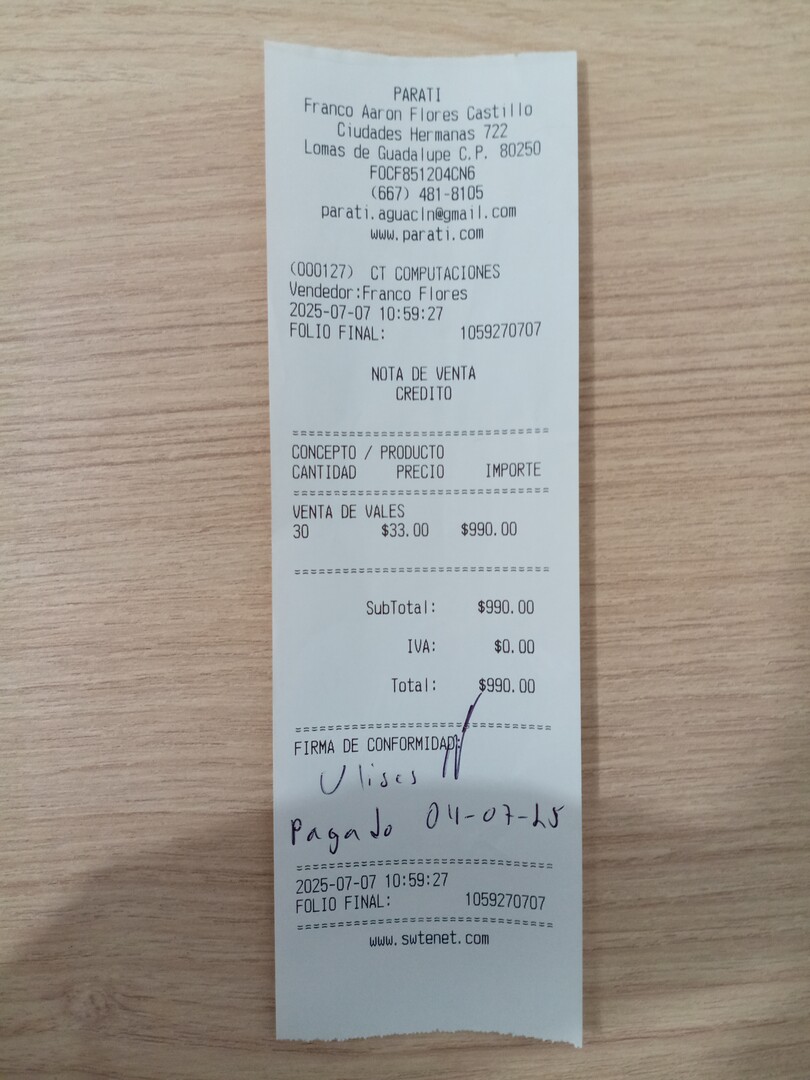 PARATI
Franco Aaron Flores Castillo
Ciudades Hermanas 722
Lomas de Guadalupe C.P. 80250
FOCF851204CN6
(667) 481-8105
parati.aguacln@gmail.com
www.parati.com
(000127) CT COMPUTACIONES
Vendedor:Franco Flores
2025-07-07 10:59:27
FOLIO FINAL: 1059270707
NOTA DE VENTA
CREDITO
================================
CONCEPTO / PRODUCTO
CANTIDAD PRECIO IMPORTE
================================
VENTA DE VALES
30 $33.00 $990.00
================================
SubTotal: $990.00
IVA: $0.00
Total: $990.00
================================
FIRMA DE CONFORMIDAD:
Ulises
Pagado 04-07-25
================================
2025-07-07 10:59:27
FOLIO FINAL: 1059270707
================================
www.swtenet.com